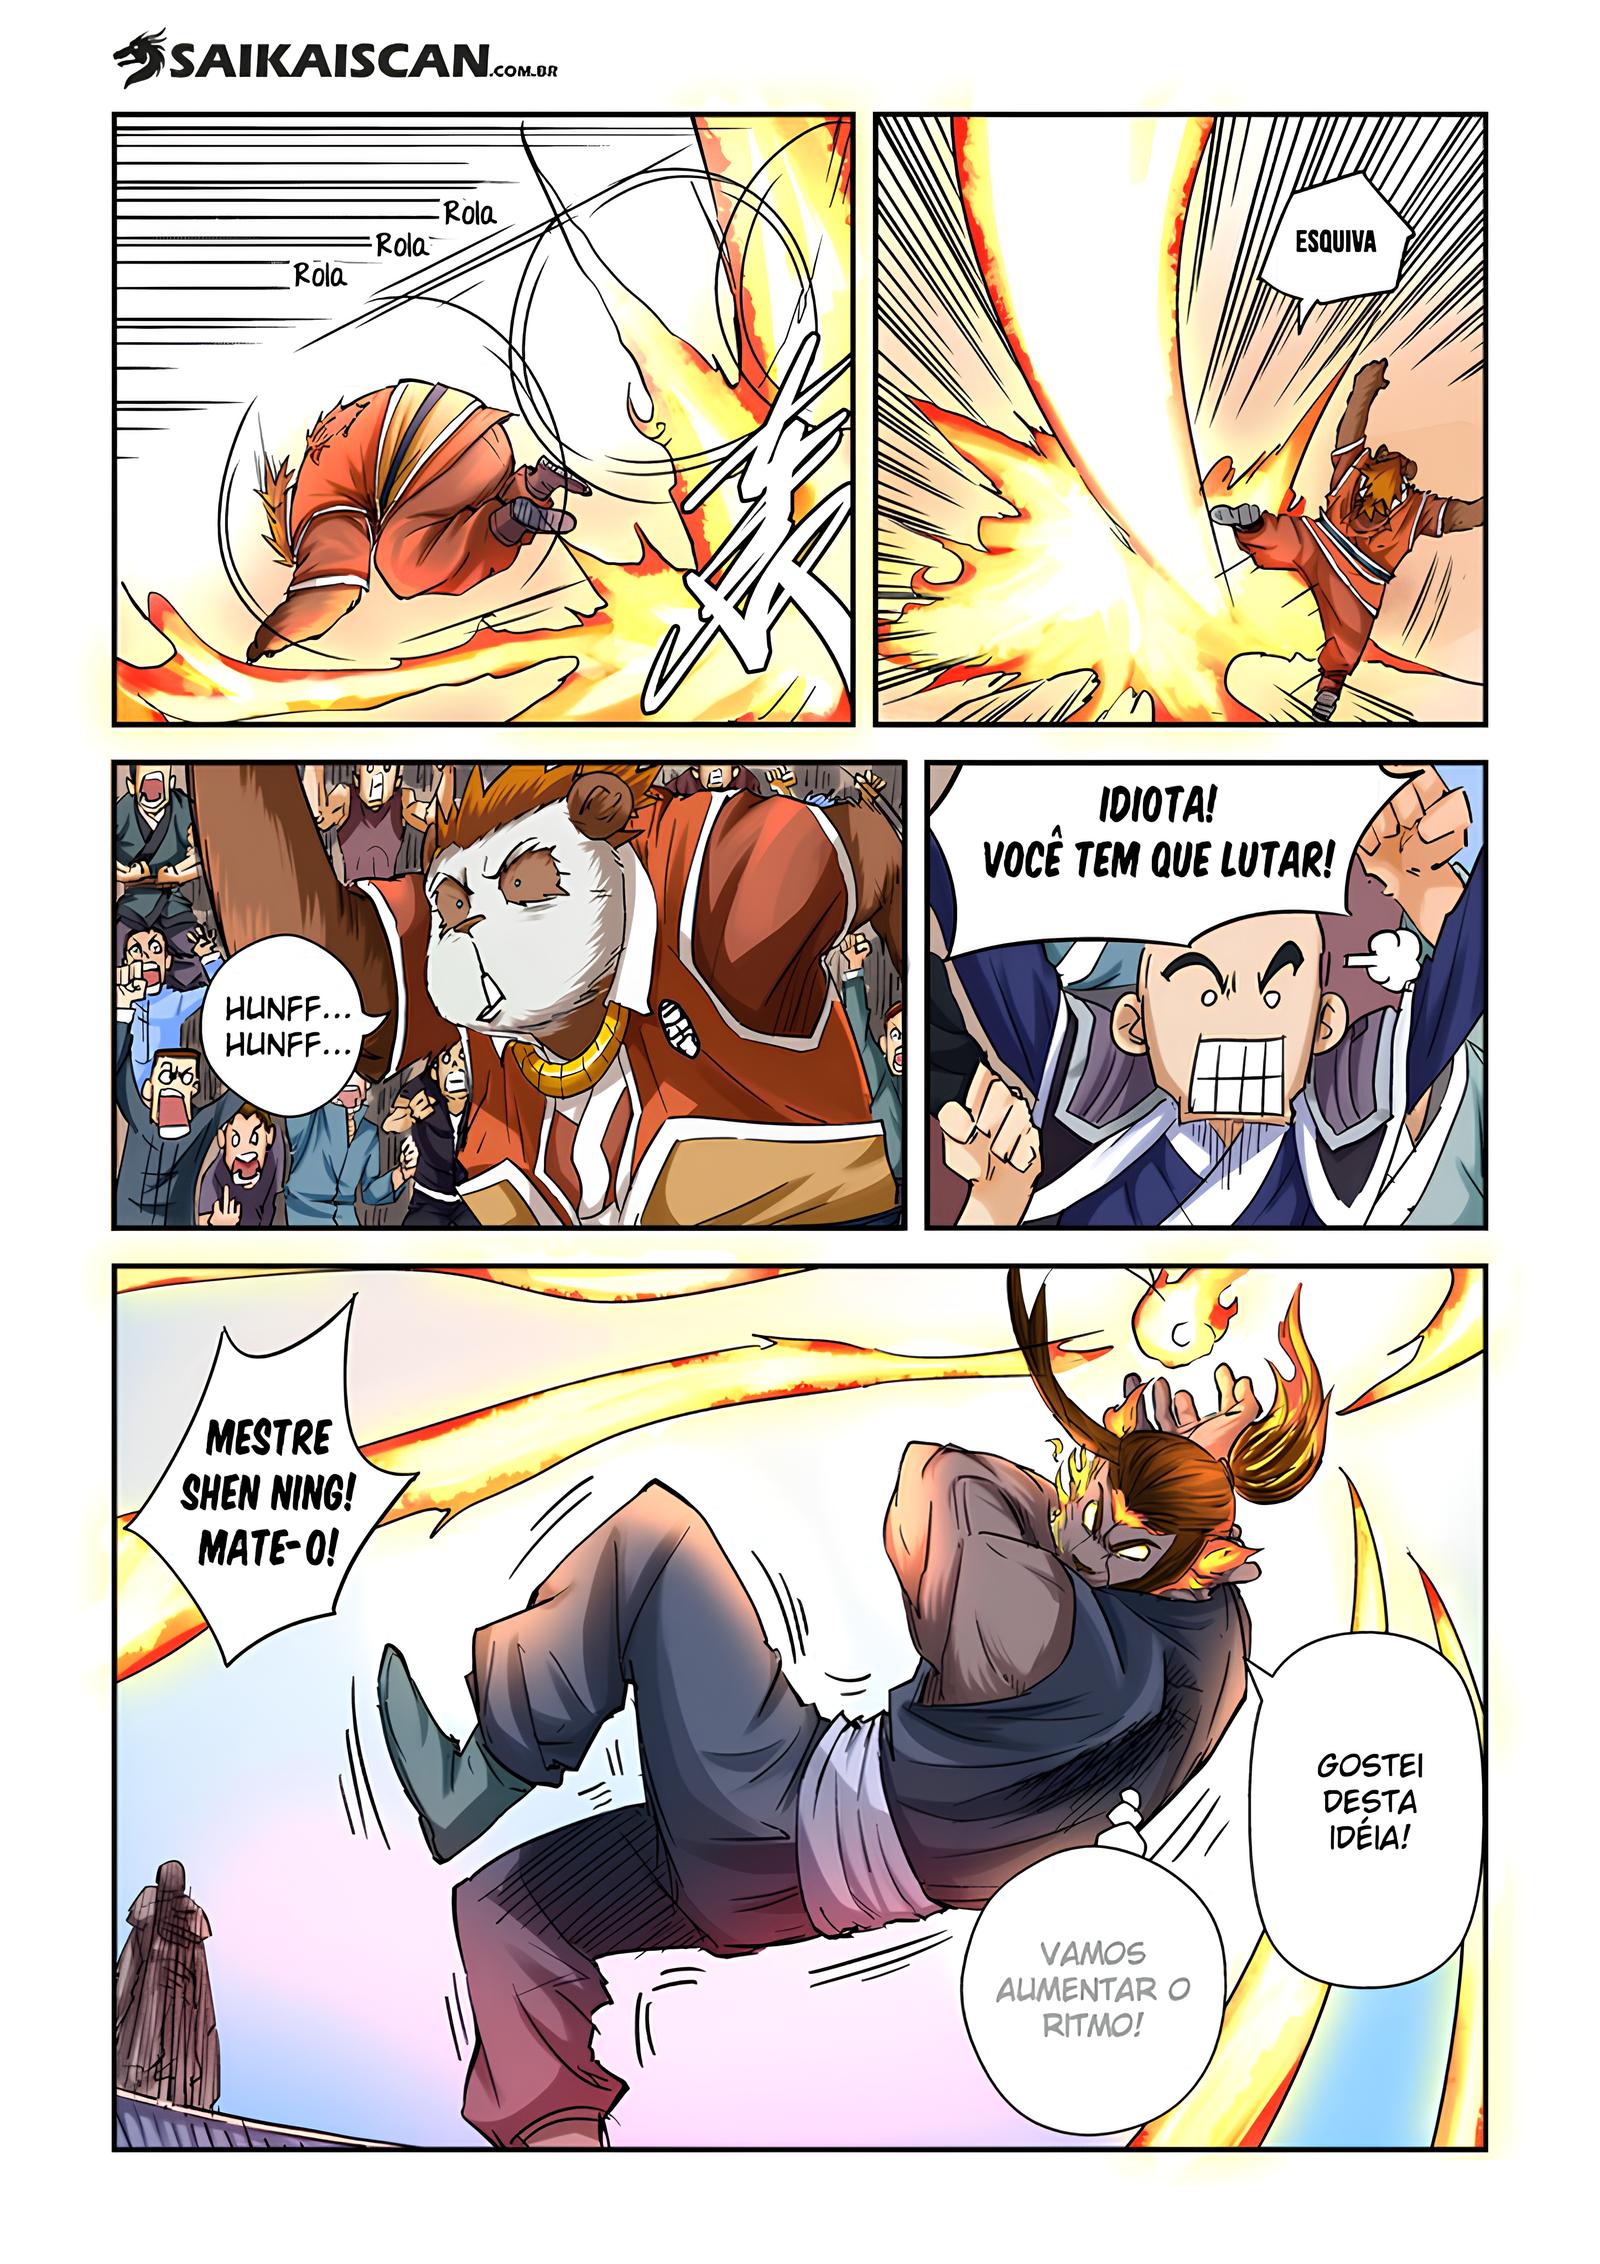 SAIKAISCAN.COM.BR
Rola
Rola
Rola
ESQUIVA
HUNFF...
HUNFF...
IDIOTA!
VOCÊ TEM QUE LUTAR!
MESTRE
SHEN NING!
MATE-O!
GOSTEI
DESTA
IDÉIA!
VAMOS
AUMENTAR O
RITMO!